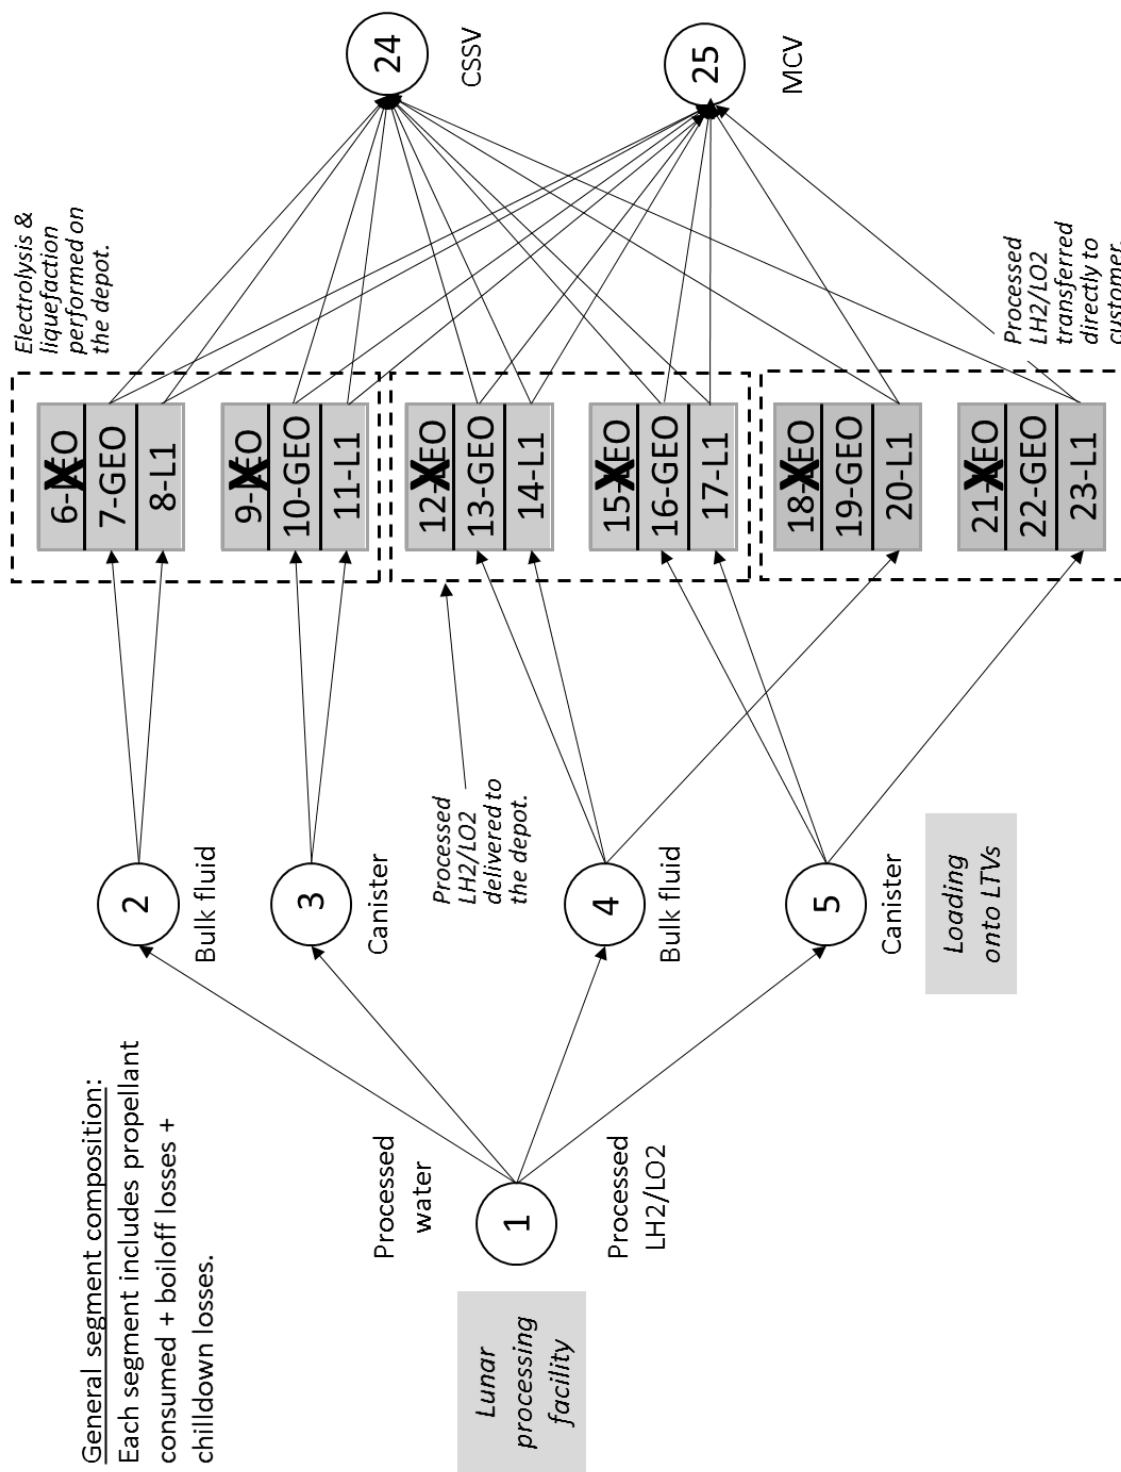 General segment composition:
Each segment includes propellant
consumed + boiloff losses +
chilldown losses.
Lunar
processing
facility
1
Processed
water
Processed
LH2/LO2
2
Bulk fluid
3
Canister
4
Bulk fluid
5
Canister
Loading
onto LTVs
Processed
LH2/LO2
delivered to
the depot.
6-LEO
7-GEO
8-L1
9-LEO
10-GEO
11-L1
12-LEO
13-GEO
14-L1
15-LEO
16-GEO
17-L1
18-LEO
19-GEO
20-L1
21-LEO
22-GEO
23-L1
Electrolysis &
liquefaction
performed on
the depot.
Processed
LH2/LO2
transferred
directly to
customer.
24
CSSV
25
MCV